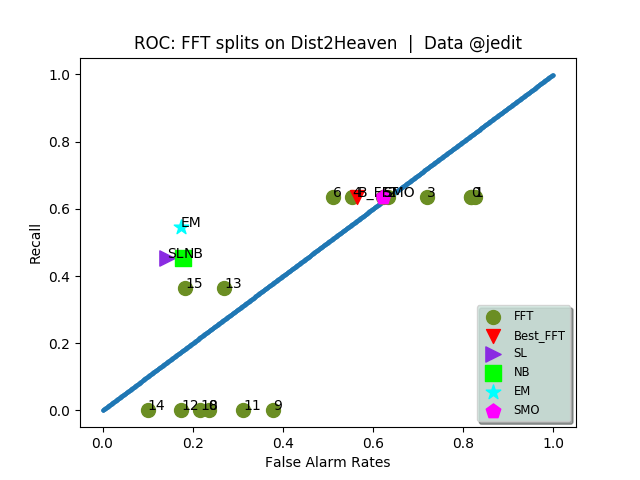 ROC: FFT splits on Dist2Heaven | Data @jedit
1.0
0.8
0.6
0.4
0.2
0.0
Recall
6
B_FFT
SMO
3
0
1
EM
SL
NB
15
13
14
12
11
9
0.0 0.2 0.4 0.6 0.8 1.0
False Alarm Rates
FFT
Best_FFT
SL
NB
EM
SMO